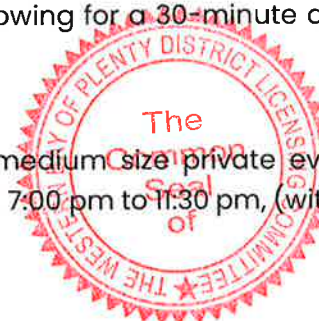 owing for a 30-minute
THE WESTERN BAY OF PLENTY DISTRICT LICENSING COMMITTEE ★
The
Common
Seal
of
medium size private ev
7:00 pm to 11:30 pm, (wit